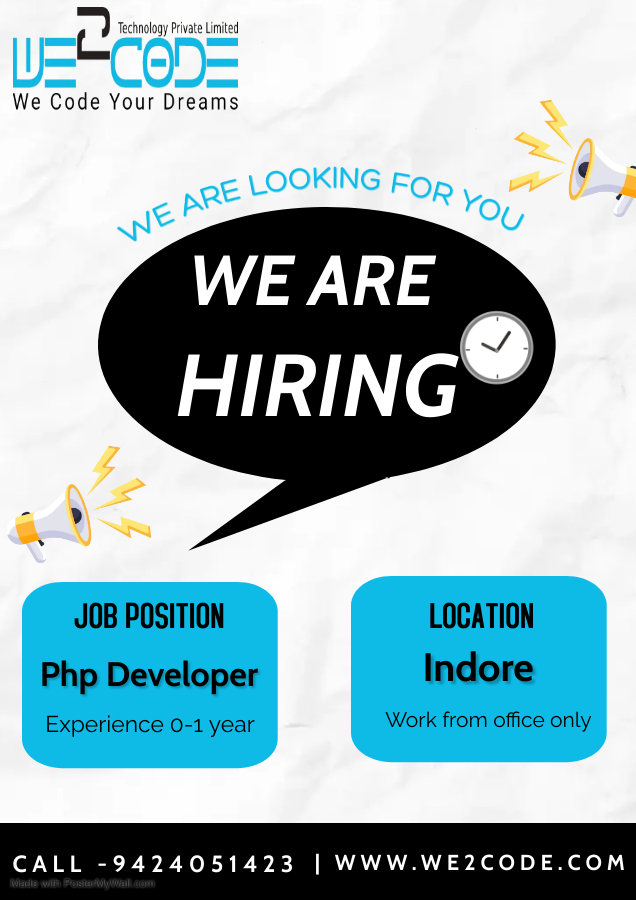 Technology Private Limited
WE2CODE
We Code Your Dreams
WE ARE LOOKING FOR YOU
WE ARE
HIRING
JOB POSITION
Php Developer
Experience 0-1 year
LOCATION
Indore
Work from office only
CALL -9424051423 | WWW.WE2CODE.COM
Made with PosterMyWall.com